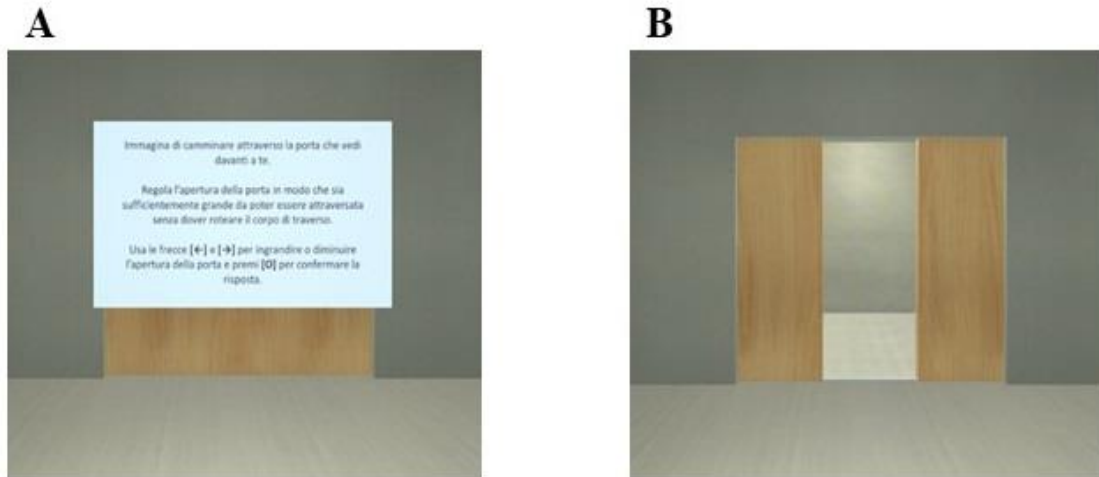 A
B
Immagina di camminare attraverso la porta che vedi
davanti a te.
Regola l'apertura della porta in modo che sia
sufficientemente grande da poter essere attraversata
senza dover roteare il corpo di traverso.
Usa le frecce [←] e [→] per ingrandire o diminuire
l'apertura della porta e premi [O] per confermare la
risposta.